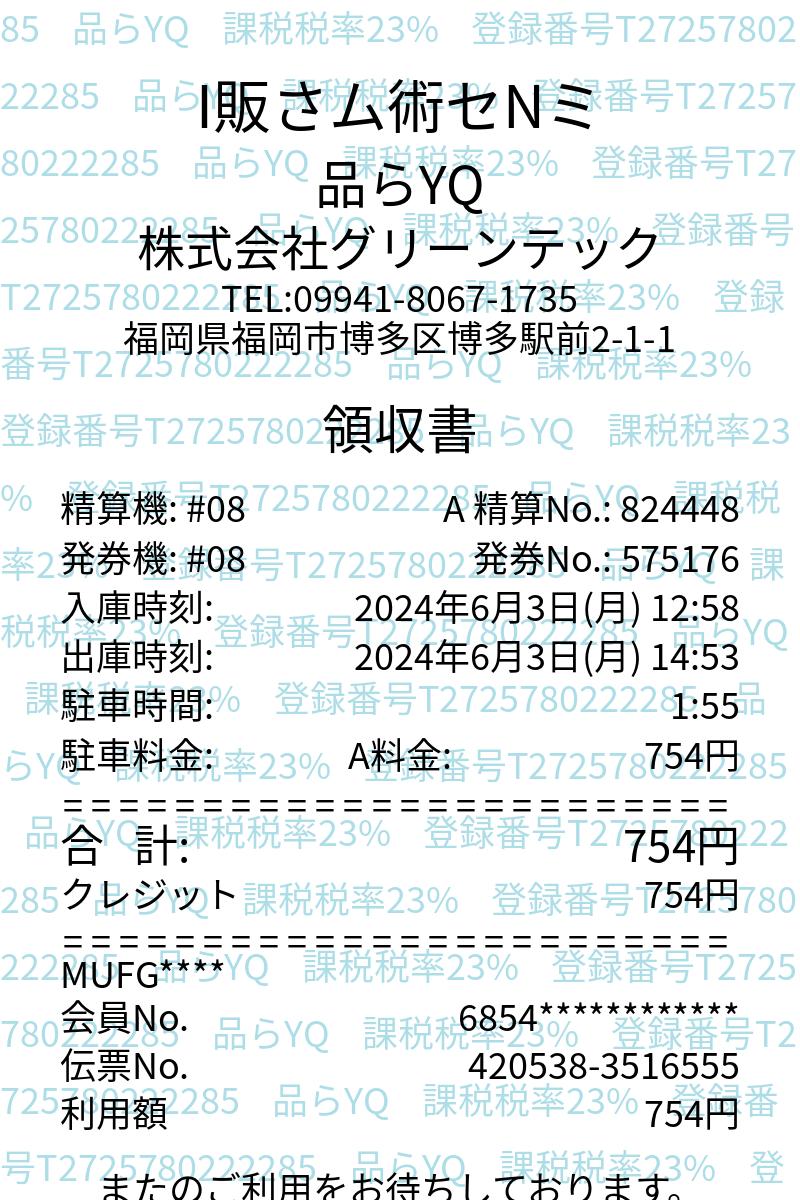 I販さム術セNミ
品らYQ
株式会社グリーンテック
TEL:09941-8067-1735
福岡県福岡市博多区博多駅前2-1-1
領収書
精算機: #08 A 精算No.: 824448
発券機: #08 発券No.: 575176
入庫時刻: 2024年6月3日(月) 12:58
出庫時刻: 2024年6月3日(月) 14:53
駐車時間: 1:55
駐車料金: A料金: 754円
========================
合 計: 754円
クレジット 754円
========================
MUFG****
会員No. 6854************
伝票No. 420538-3516555
利用額 754円
またのご利用をお待ちしております。
85 品らYQ 課税税率23% 登録番号T27257802
22285 品らYQ 課税税率23% 登録番号T27257
80222285 品らYQ 課税税率23% 登録番号T27
25780222285 品らYQ 課税税率23% 登録番号
T2725780222285 品らYQ 課税税率23% 登録
番号T2725780222285 品らYQ 課税税率23%
登録番号T2725780222285 品らYQ 課税税率23
% 登録番号T2725780222285 品らYQ 課税税
率23% 登録番号T2725780222285 品らYQ 課
税税率23% 登録番号T2725780222285 品らYQ
課税税率23% 登録番号T2725780222285 品
らYQ 課税税率23% 登録番号T2725780222285
品らYQ 課税税率23% 登録番号T2725780222
285 品らYQ 課税税率23% 登録番号T2725780
222285 品らYQ 課税税率23% 登録番号T2725
780222285 品らYQ 課税税率23% 登録番号T2
725780222285 品らYQ 課税税率23% 登録番
号T2725780222285 品らYQ 課税税率23% 登